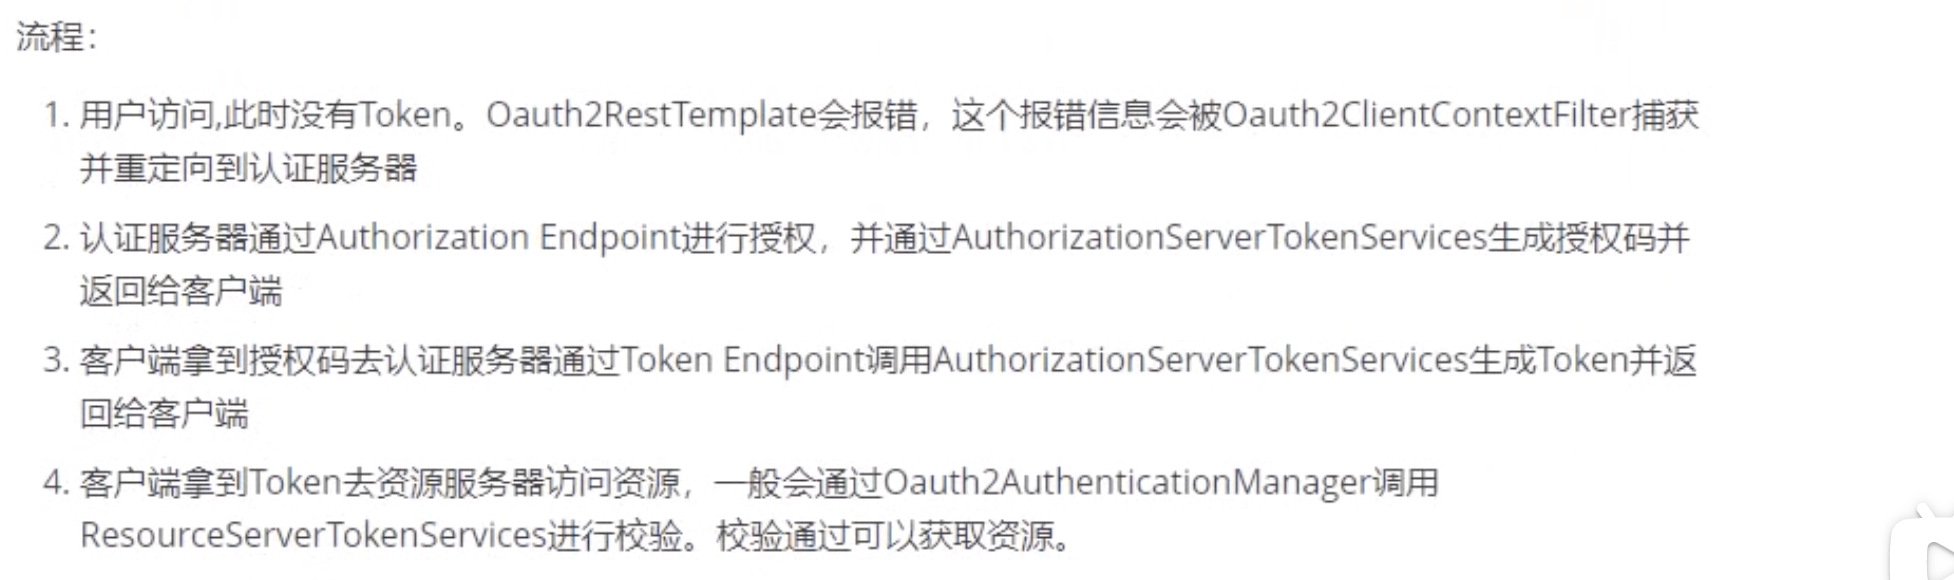 流程：
1. 用户访问,此时没有Token。Oauth2RestTemplate会报错，这个报错信息会被Oauth2ClientContextFilter捕获
并重定向到认证服务器
2. 认证服务器通过Authorization Endpoint进行授权，并通过AuthorizationServerTokenServices生成授权码并
返回给客户端
3. 客户端拿到授权码去认证服务器通过Token Endpoint调用AuthorizationServerTokenServices生成Token并返
回给客户端
4. 客户端拿到Token去资源服务器访问资源，一般会通过Oauth2AuthenticationManager调用
ResourceServerTokenServices进行校验。校验通过可以获取资源。